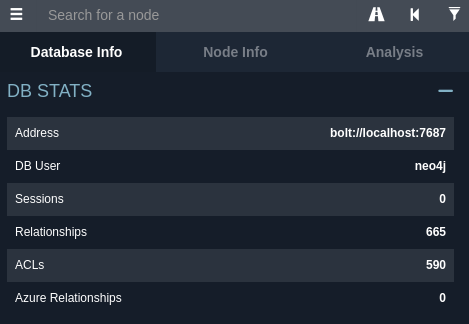 Search for a node
Database Info Node Info Analysis
DB STATS
Address bolt://localhost:7687
DB User neo4j
Sessions 0
Relationships 665
ACLs 590
Azure Relationships 0